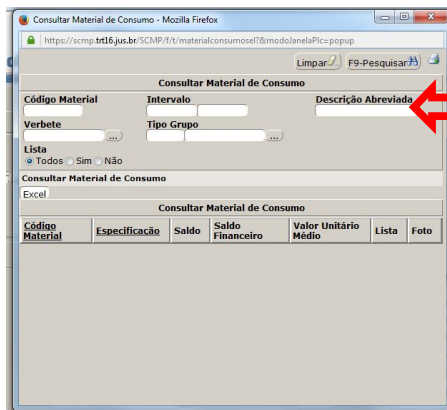 Consultar Material de Consumo - Mozilla Firefox
https://scmp.trt16.jus.br/SCMP/f/t/materialconsumosel?&modoJanelaPlc=popup
Limpar F9-Pesquisar
Consultar Material de Consumo
Código Material Intervalo Descrição Abreviada
Verbete Tipo Grupo
... ...
Lista
Todos Sim Não
Consultar Material de Consumo
Excel
Consultar Material de Consumo
Código Material Especificação Saldo Saldo Financeiro Valor Unitário Médio Lista Foto